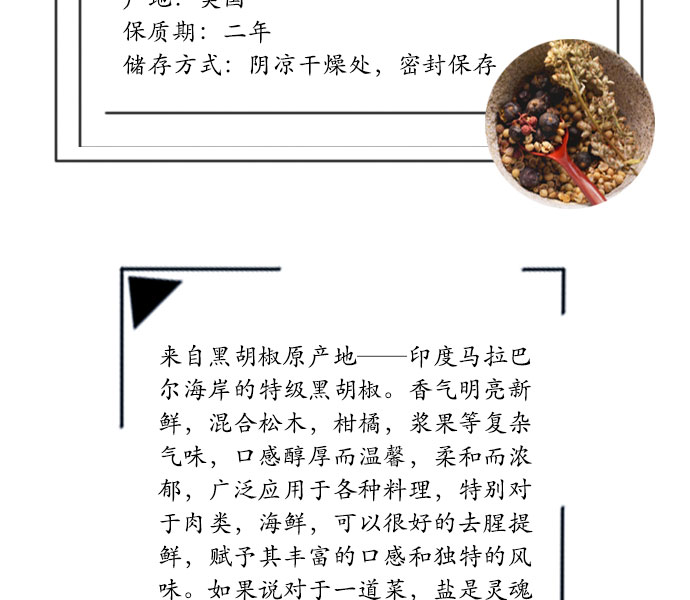 产地：美国
保质期：二年
储存方式：阴凉干燥处，密封保存
来自黑胡椒原产地——印度马拉巴
尔海岸的特级黑胡椒。香气明亮新
鲜，混合松木，柑橘，浆果等复杂
气味，口感醇厚而温馨，柔和而浓
郁，广泛应用于各种料理，特别对
于肉类，海鲜，可以很好的去腥提
鲜，赋予其丰富的口感和独特的风
味。如果说对于一道菜，盐是灵魂